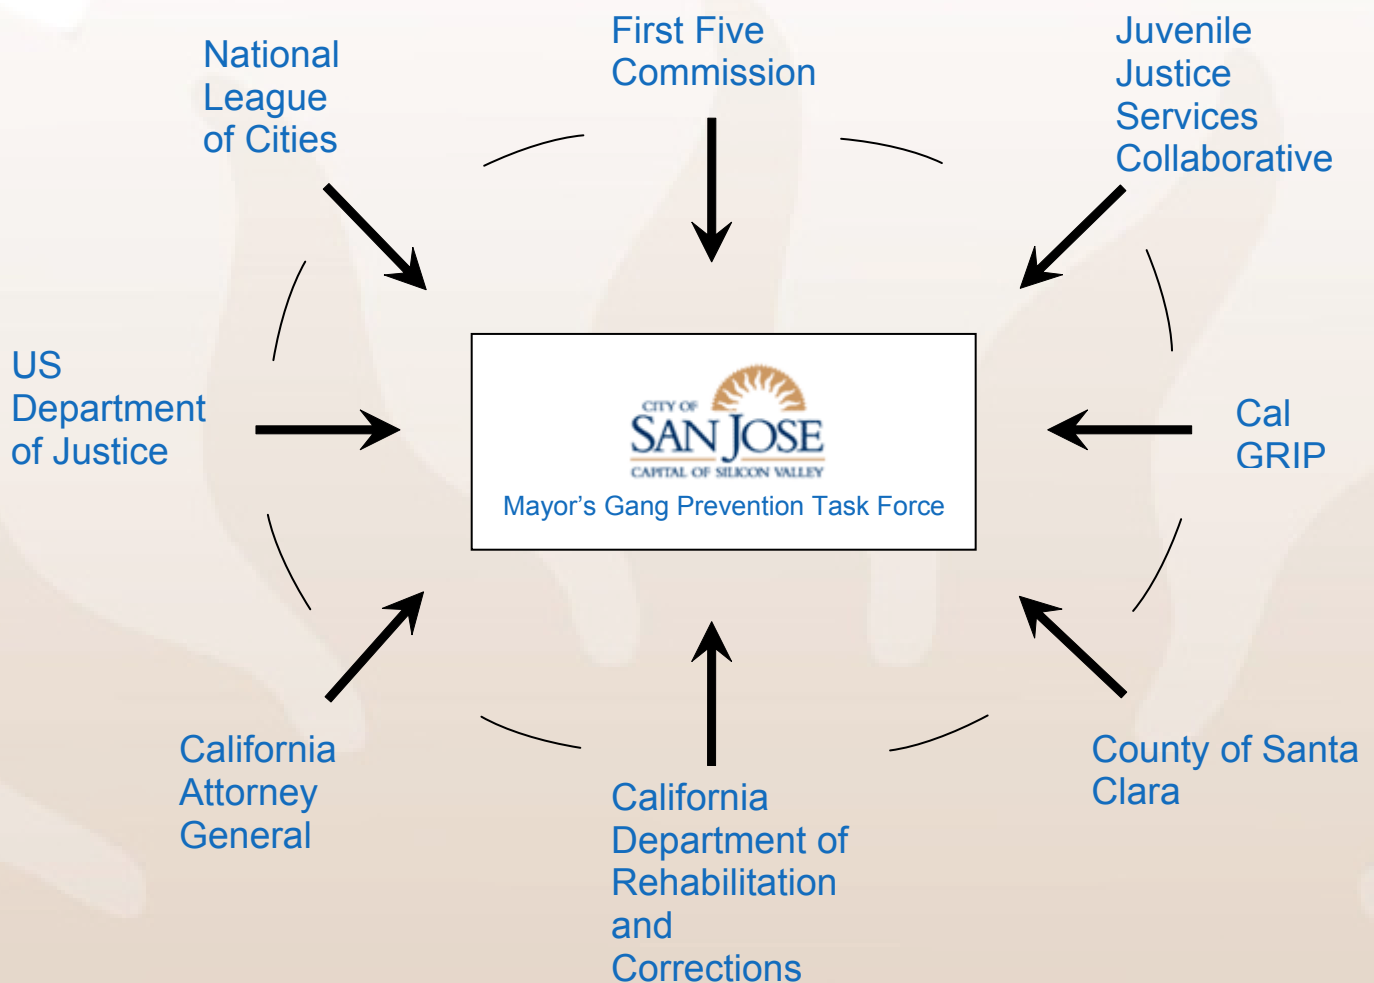 National
League
of Cities
First Five
Commission
Juvenile
Justice
Services
Collaborative
US
Department
of Justice
CITY OF
SAN JOSE
CAPITAL OF SILICON VALLEY
Mayor’s Gang Prevention Task Force
Cal
GRIP
California
Attorney
General
California
Department of
Rehabilitation
and
Corrections
County of Santa
Clara